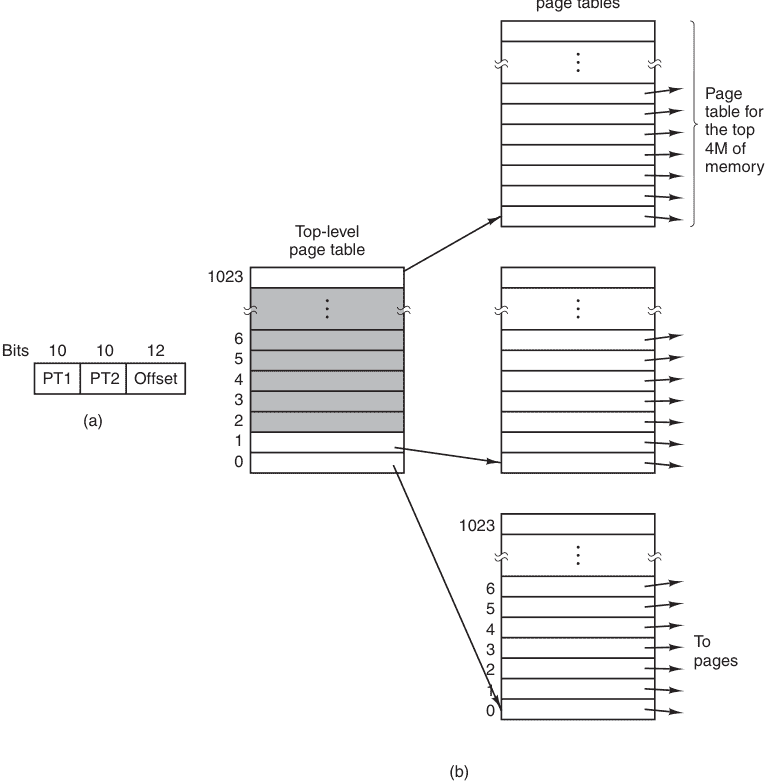 page tables
Page
table for
the top
4M of
memory
Top-level
page table
1023
6
5
4
3
2
1
0
Bits 10 10 12
PT1 PT2 Offset
(a)
1023
6
5
4
3
2
1
0
To
pages
(b)